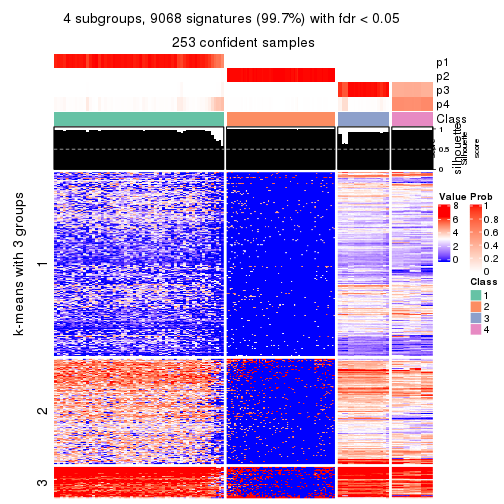 4 subgroups, 9068 signatures (99.7%) with fdr < 0.05
253 confident samples
p1
p2
p3
p4
Class
silhouette
Silhouette
score
1
0.5
0
k-means with 3 groups
1
2
3
Value
8
6
4
2
0
Prob
1
0.8
0.6
0.4
0.2
0
Class
1
2
3
4